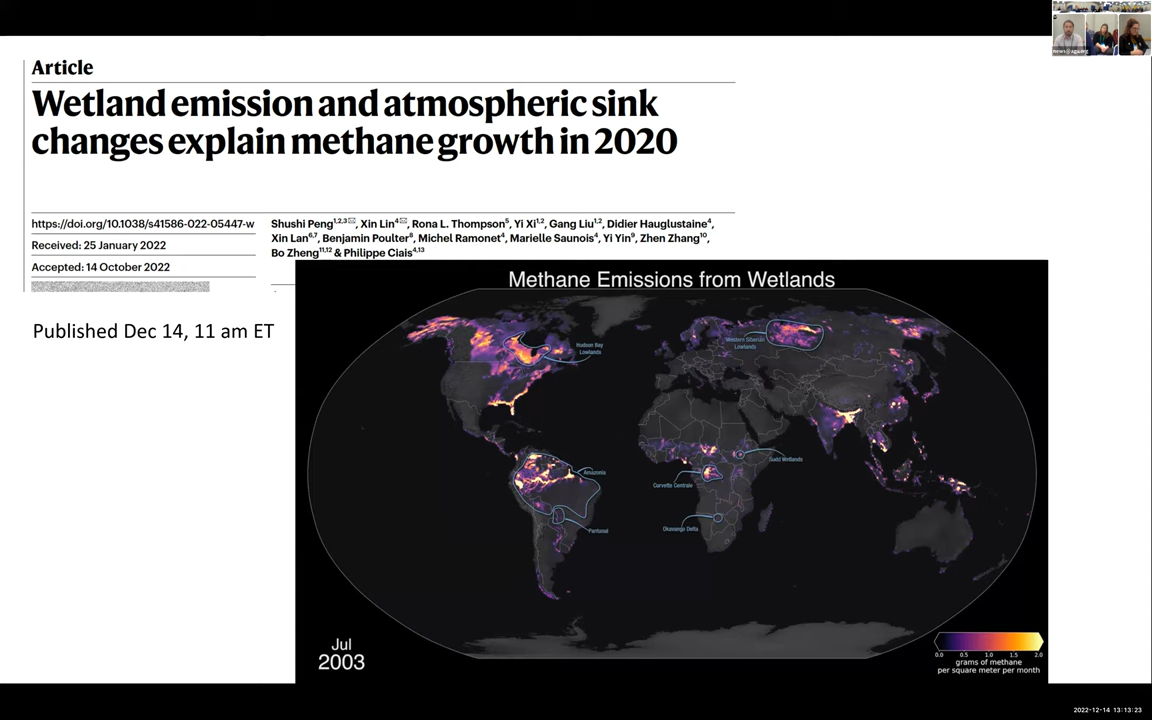 news@agu.org
Article
Wetland emission and atmospheric sink
changes explain methane growth in 2020
https://doi.org/10.1038/s41586-022-05447-w
Received: 25 January 2022
Accepted: 14 October 2022
Shushi Peng1,2,3✉, Xin Lin4✉, Rona L. Thompson5, Yi Xi1,2, Gang Liu1,2, Didier Hauglustaine4,
Xin Lan6,7, Benjamin Poulter8, Michel Ramonet4, Marielle Saunois4, Yi Yin9, Zhen Zhang10,
Bo Zheng11,12 & Philippe Ciais4,13
Published Dec 14, 11 am ET
Methane Emissions from Wetlands
Hudson Bay
Lowlands
Western Siberian
Lowlands
Amazonia
Pantanal
Sudd Wetlands
Cuvette Centrale
Okavango Delta
Jul
2003
0.0 0.5 1.0 1.5 2.0
grams of methane
per square meter per month
2022-12-14 13:13:23